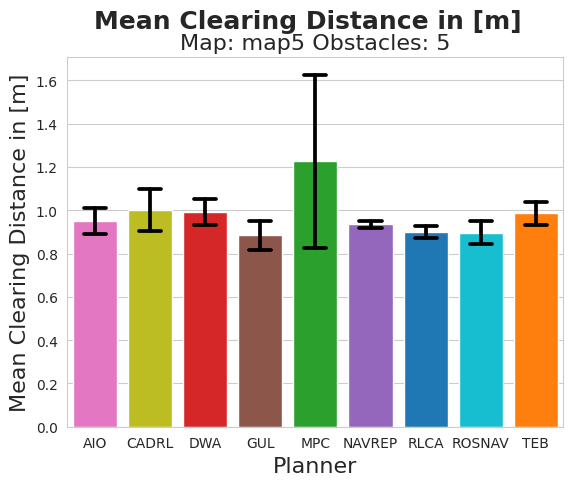 Mean Clearing Distance in [m]
Map: map5 Obstacles: 5
Mean Clearing Distance in [m]
1.6
1.4
1.2
1.0
0.8
0.6
0.4
0.2
0.0
AIO CADRL DWA GUL MPC NAVREP RLCA ROSNAV TEB
Planner